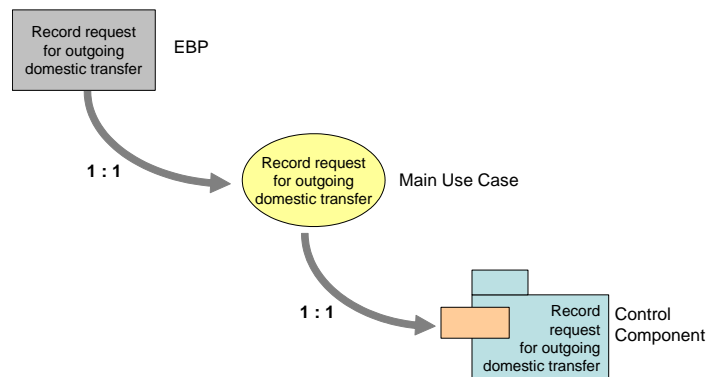 Record request
for outgoing
domestic transfer
EBP
1 : 1
Record request
for outgoing
domestic transfer
Main Use Case
1 : 1
Record
request
for outgoing
domestic transfer
Control
Component